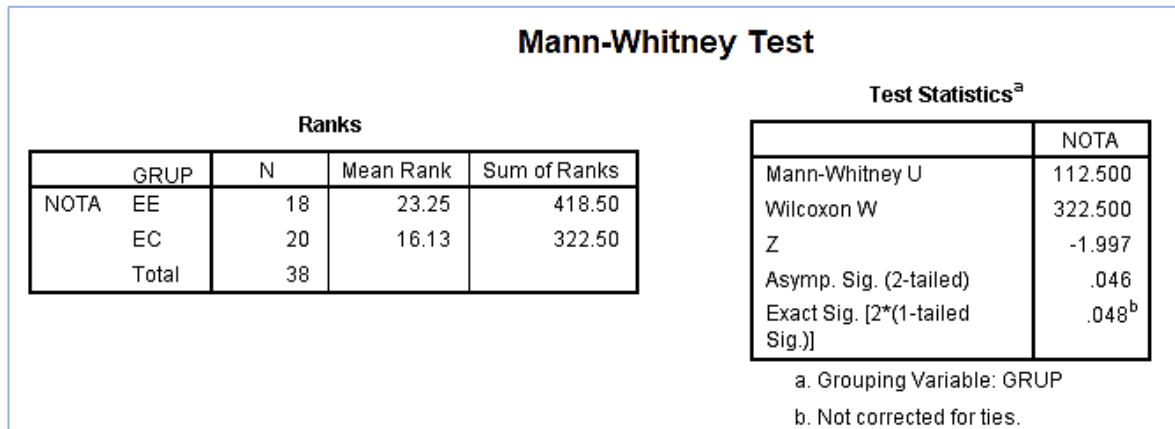 Mann-Whitney Test
Ranks
GRUP N Mean Rank Sum of Ranks
NOTA EE 18 23.25 418.50
EC 20 16.13 322.50
Total 38
Test Statisticsa
NOTA
Mann-Whitney U 112.500
Wilcoxon W 322.500
Z -1.997
Asymp. Sig. (2-tailed) .046
Exact Sig. [2*(1-tailed .048b
Sig.)]
a. Grouping Variable: GRUP
b. Not corrected for ties.